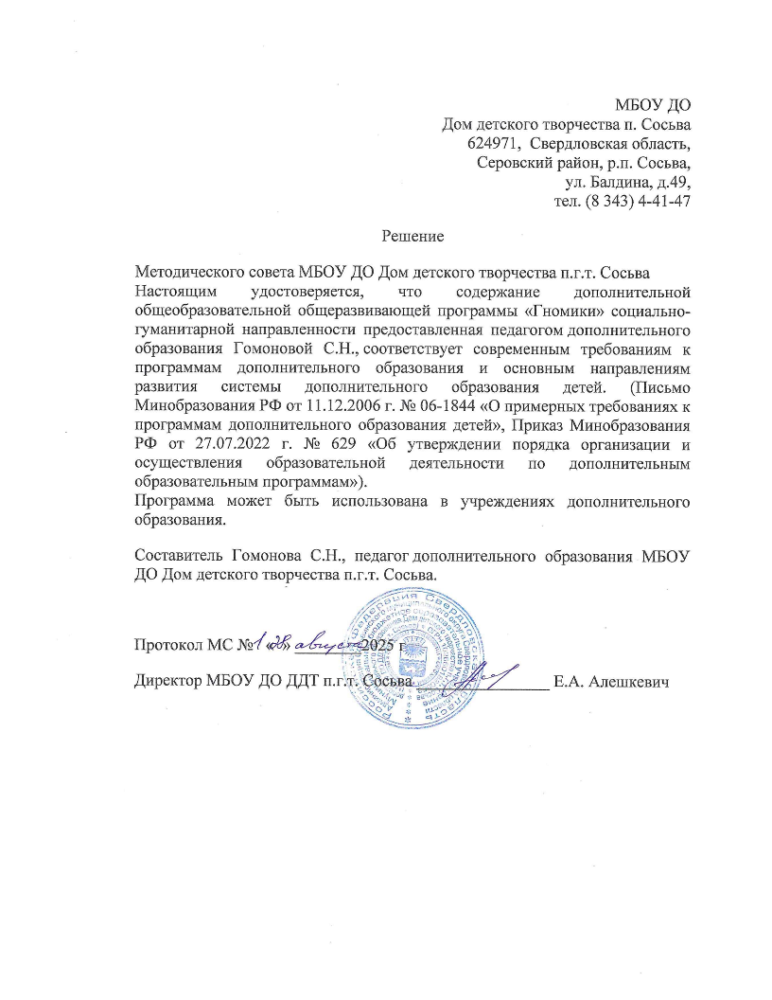 МБОУ ДО
Дом детского творчества п. Сосьва
624971, Свердловская область,
Серовский район, р.п. Сосьва,
ул. Балдина, д.49,
тел. (8 343) 4-41-47
Решение
Методического совета МБОУ ДО Дом детского творчества п.г.т. Сосьва
Настоящим удостоверяется, что содержание дополнительной
общеобразовательной общеразвивающей программы «Гномики» социально-
гуманитарной направленности предоставленная педагогом дополнительного
образования Гомоновой С.Н., соответствует современным требованиям к
программам дополнительного образования и основным направлениям
развития системы дополнительного образования детей. (Письмо
Минобразования РФ от 11.12.2006 г. № 06-1844 «О примерных требованиях к
программам дополнительного образования детей», Приказ Минобразования
РФ от 27.07.2022 г. № 629 «Об утверждении порядка организации и
осуществления образовательной деятельности по дополнительным
образовательным программам»).
Программа может быть использована в учреждениях дополнительного
образования.
Составитель Гомонова С.Н., педагог дополнительного образования МБОУ
ДО Дом детского творчества п.г.т. Сосьва.
Протокол МС №1 «28» августа 2025 г
Директор МБОУ ДО ДДТ п.г.т. Сосьва ________________ Е.А. Алешкевич
Российская Федерация Свердловская область